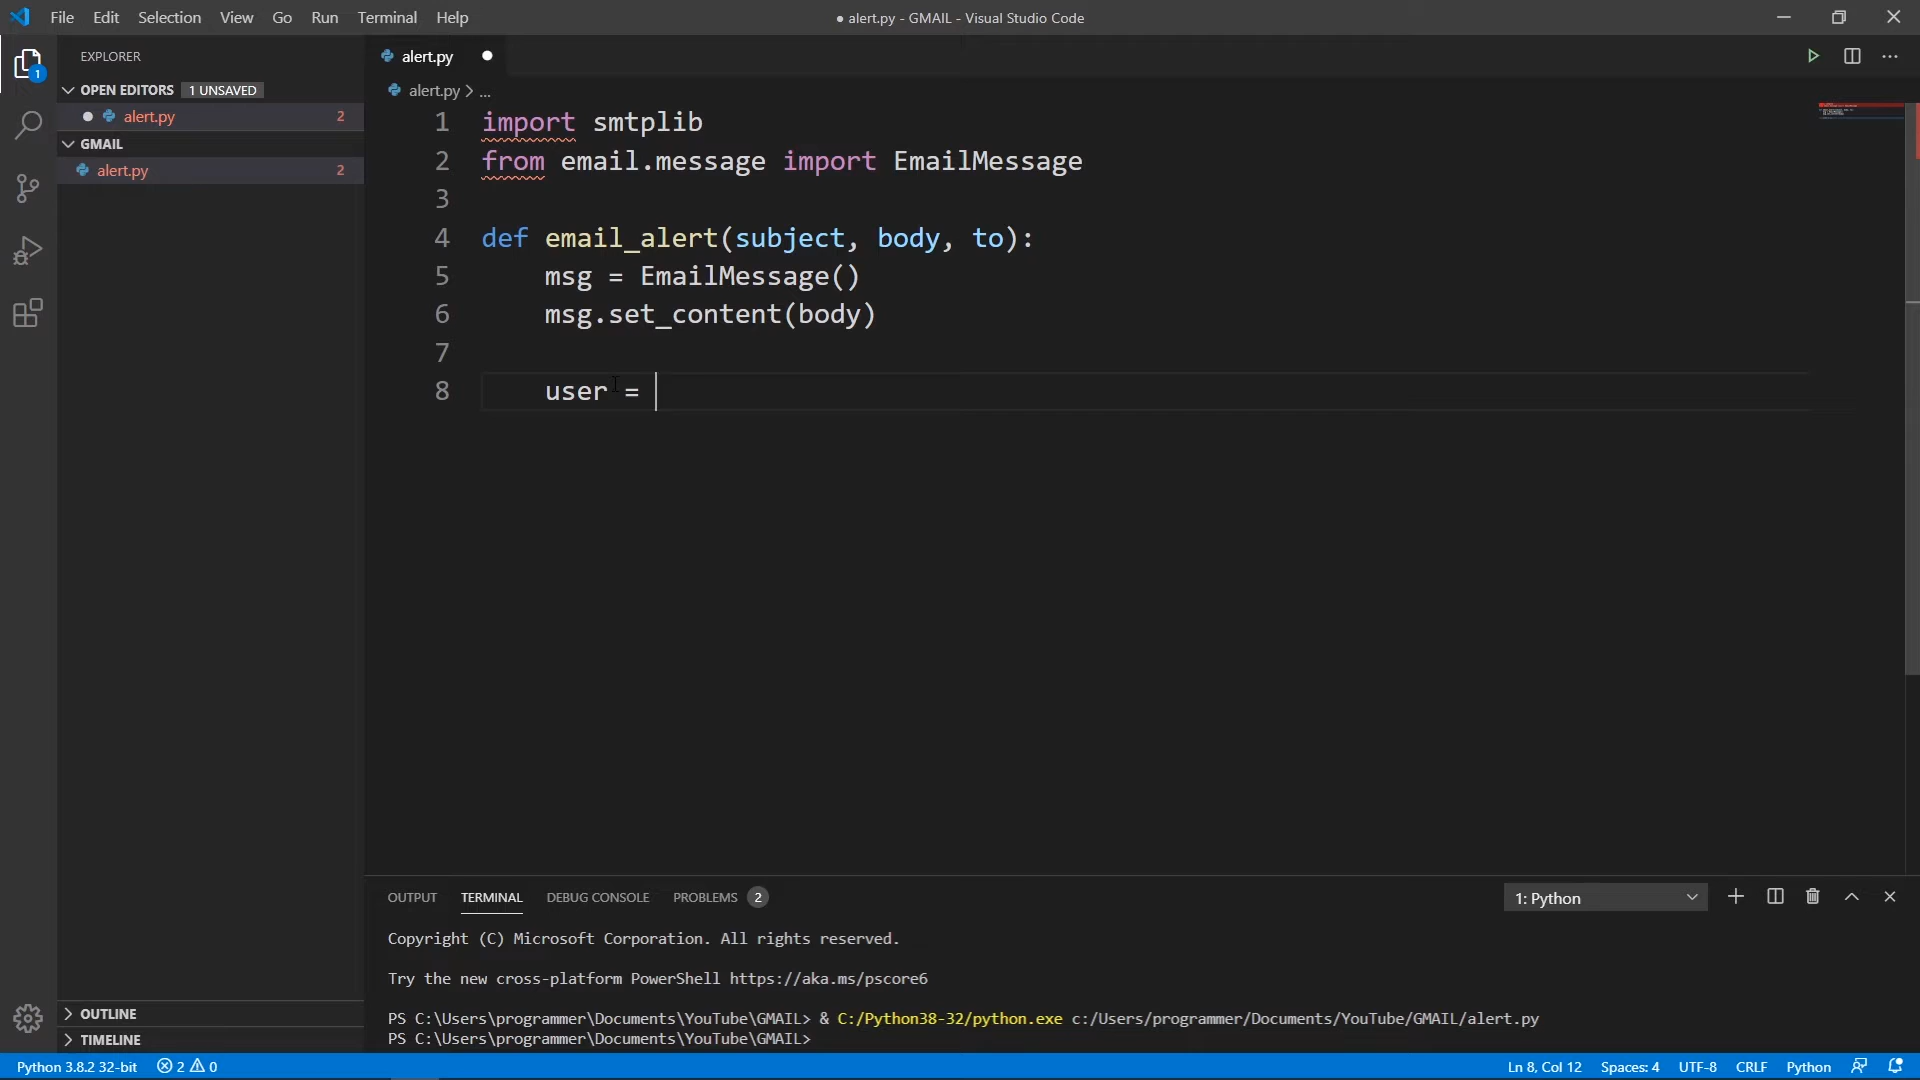 File Edit Selection View Go Run Terminal Help
● alert.py - GMAIL - Visual Studio Code
1
EXPLORER
OPEN EDITORS 1 UNSAVED
alert.py 2
GMAIL
alert.py 2
OUTLINE
TIMELINE
alert.py
alert.py > ...
1 import smtplib
2 from email.message import EmailMessage
3
4 def email_alert(subject, body, to):
5 msg = EmailMessage()
6 msg.set_content(body)
7
8 user =
OUTPUT TERMINAL DEBUG CONSOLE PROBLEMS 2
1: Python
Copyright (C) Microsoft Corporation. All rights reserved.
Try the new cross-platform PowerShell https://aka.ms/pscore6
PS C:\Users\programmer\Documents\YouTube\GMAIL> & C:/Python38-32/python.exe c:/Users/programmer/Documents/YouTube/GMAIL/alert.py
PS C:\Users\programmer\Documents\YouTube\GMAIL>
Python 3.8.2 32-bit 2 0
Ln 8, Col 12 Spaces: 4 UTF-8 CRLF Python